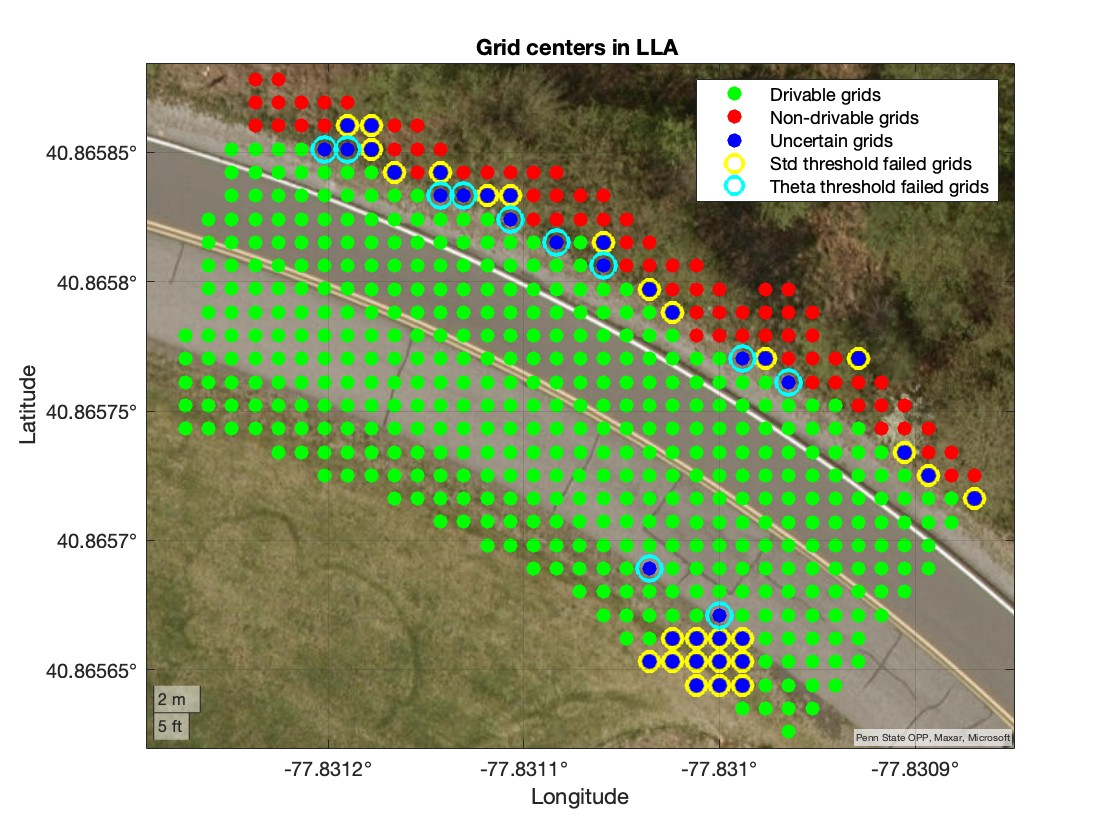 Grid centers in LLA
Drivable grids
Non-drivable grids
Uncertain grids
Std threshold failed grids
Theta threshold failed grids
Latitude
40.86585°
40.8658°
40.86575°
40.8657°
40.86565°
2 m
5 ft
Penn State OPP, Maxar, Microsoft
-77.8312°
-77.8311°
-77.831°
-77.8309°
Longitude